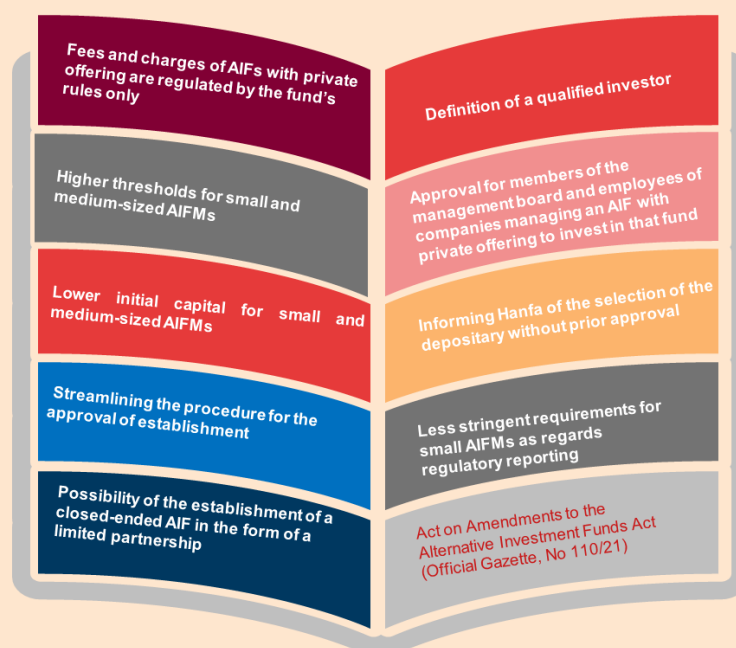 Fees and charges of AIFs with private
offering are regulated by the fund's
rules only
Higher thresholds for small and
medium-sized AIFMs
Lower initial capital for small and
medium-sized AIFMs
Streamlining the procedure for the
approval of establishment
Possibility of the establishment of a
closed-ended AIF in the form of a
limited partnership
Definition of a qualified investor
Approval for members of the
management board and employees of
companies managing an AIF with
private offering to invest in that fund
Informing Hanfa of the selection of the
depositary without prior approval
Less stringent requirements for
small AIFMs as regards
regulatory reporting
Act on Amendments to the
Alternative Investment Funds Act
(Official Gazette, No 110/21)